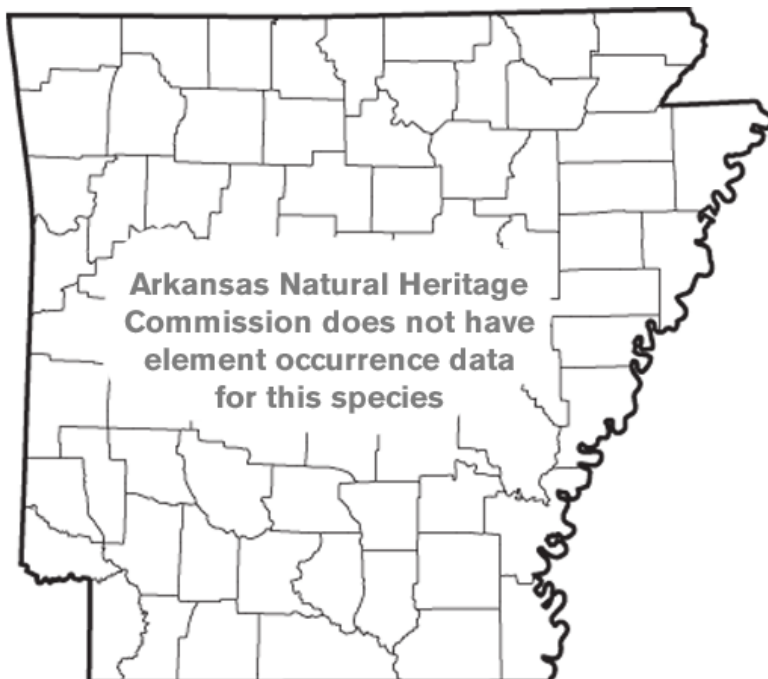 Arkansas Natural Heritage
Commission does not have
element occurrence data
for this species